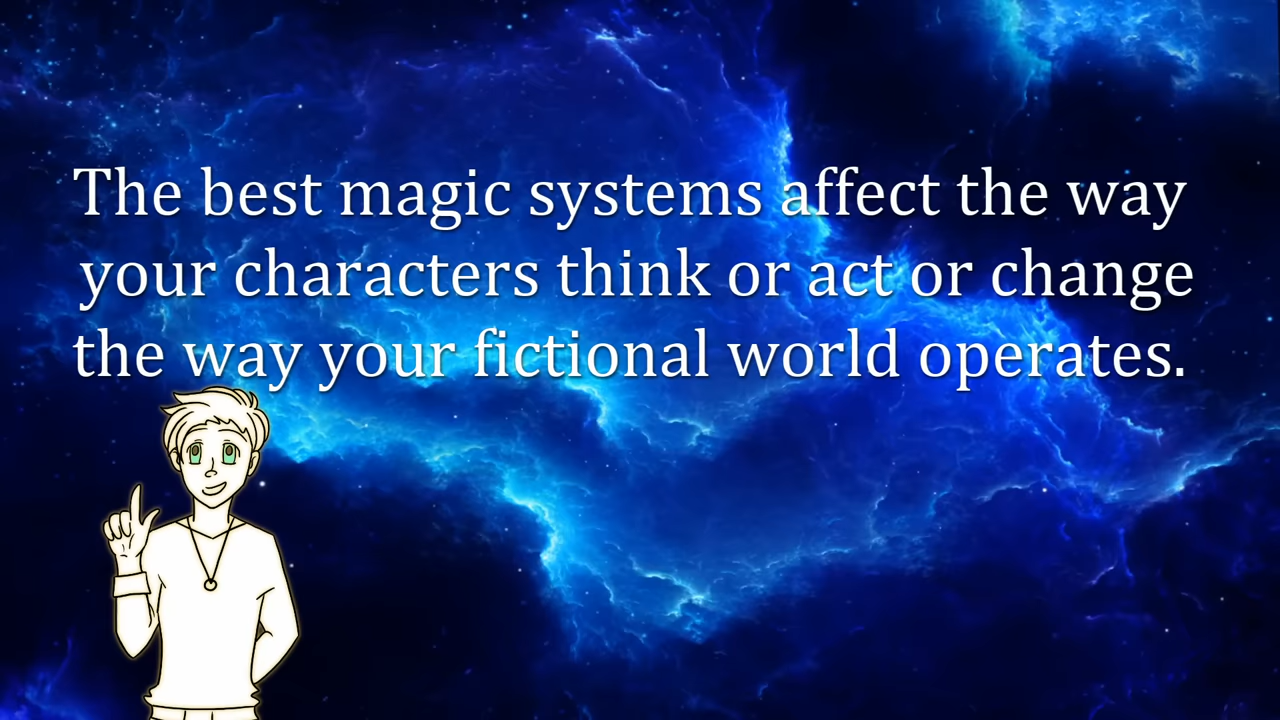 The best magic systems affect the way
your characters think or act or change
the way your fictional world operates.